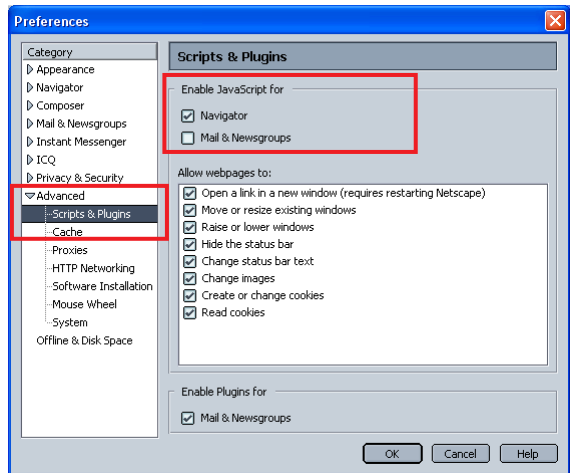 Preferences
Category
Appearance
Navigator
Composer
Mail & Newsgroups
Instant Messenger
ICQ
Privacy & Security
Advanced
Scripts & Plugins
Cache
Proxies
HTTP Networking
Software Installation
Mouse Wheel
System
Offline & Disk Space
Scripts & Plugins
Enable JavaScript for
Navigator
Mail & Newsgroups
Allow webpages to:
Open a link in a new window (requires restarting Netscape)
Move or resize existing windows
Raise or lower windows
Hide the status bar
Change status bar text
Change images
Create or change cookies
Read cookies
Enable Plugins for
Mail & Newsgroups
OK Cancel Help